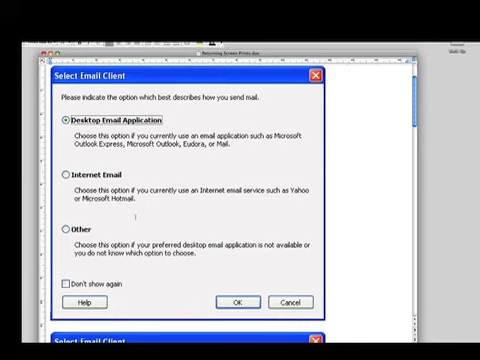 Returning Screen Prints.doc
Select Email Client
Please indicate the option which best describes how you send mail.
Desktop Email Application
Choose this option if you currently use an email application such as Microsoft
Outlook Express, Microsoft Outlook, Eudora, or Mail.
Internet Email
Choose this option if you currently use an Internet email service such as Yahoo
or Microsoft Hotmail.
Other
Choose this option if your preferred desktop email application is not available or
you do not know which option to choose.
Don't show again
Help
OK
Cancel
Select Email Client